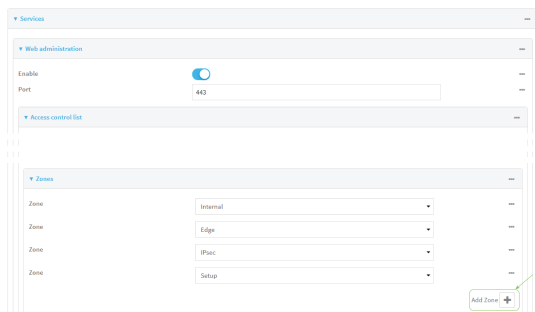 ▼ Services
▼ Web administration
Enable
Port 443
▼ Access control list
▼ Zones
Zone Internal
Zone Edge
Zone IPsec
Zone Setup
Add Zone